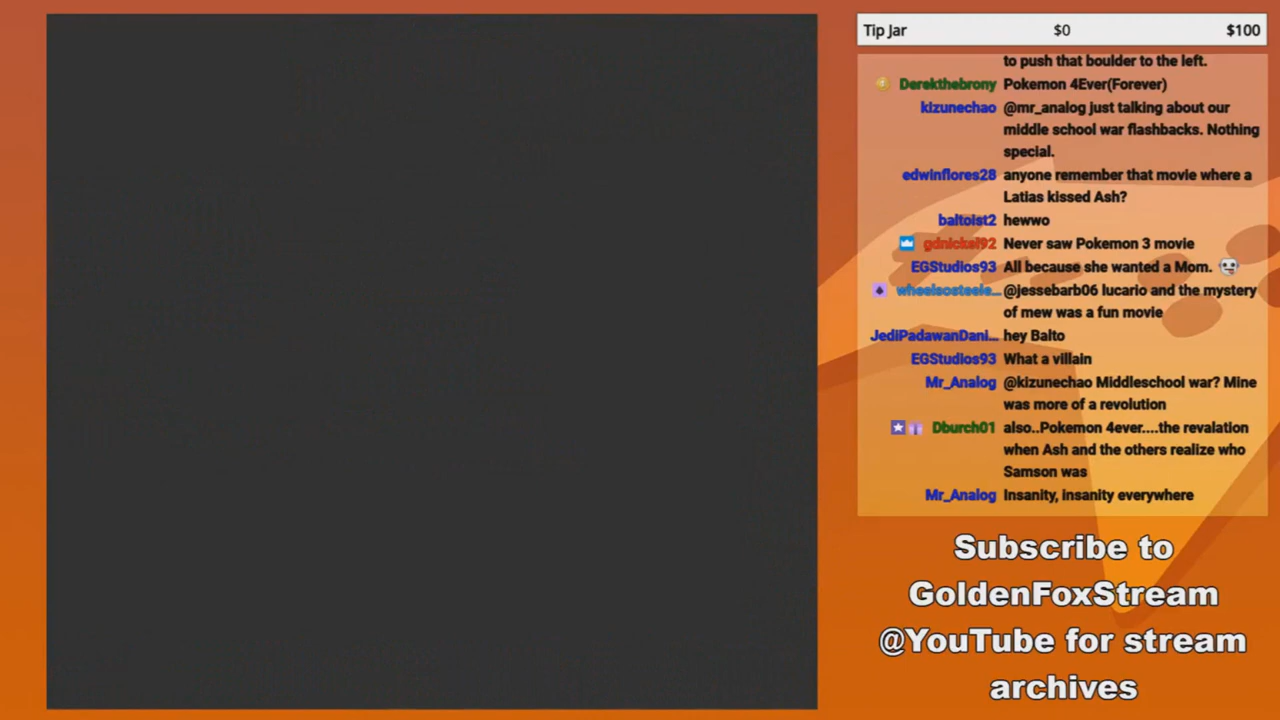 Tip Jar $0 $100
to push that boulder to the left.
Derekthebrony Pokemon 4Ever(Forever)
kizunechao @mr_analog just talking about our
middle school war flashbacks. Nothing
special.
edwinflores28 anyone remember that movie where a
Latias kissed Ash?
baltoist2 hewwo
gdnickel92 Never saw Pokemon 3 movie
EGStudios93 All because she wanted a Mom.
wheelsosteele... @jessebarb06 lucario and the mystery
of mew was a fun movie
JediPadawanDani... hey Balto
EGStudios93 What a villain
Mr_Analog @kizunechao Middleschool war? Mine
was more of a revolution
Dburch01 also..Pokemon 4ever....the revalation
when Ash and the others realize who
Samson was
Mr_Analog Insanity, insanity everywhere
Subscribe to
GoldenFoxStream
@YouTube for stream
archives